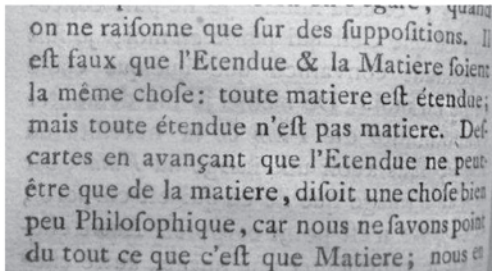 quand
on ne raiſonne que ſur des ſuppoſitions. Il
eſt faux que l'Etendue & la Matiere ſoient
la même choſe: toute matiere eſt étendue;
mais toute étendue n'eſt pas matiere. Deſ-
cartes en avançant que l'Etendue ne peut-
être que de la matiere, diſoit une choſe bien
peu Philoſophique, car nous ne ſavons point
du tout ce que c'eſt que Matiere; nous en